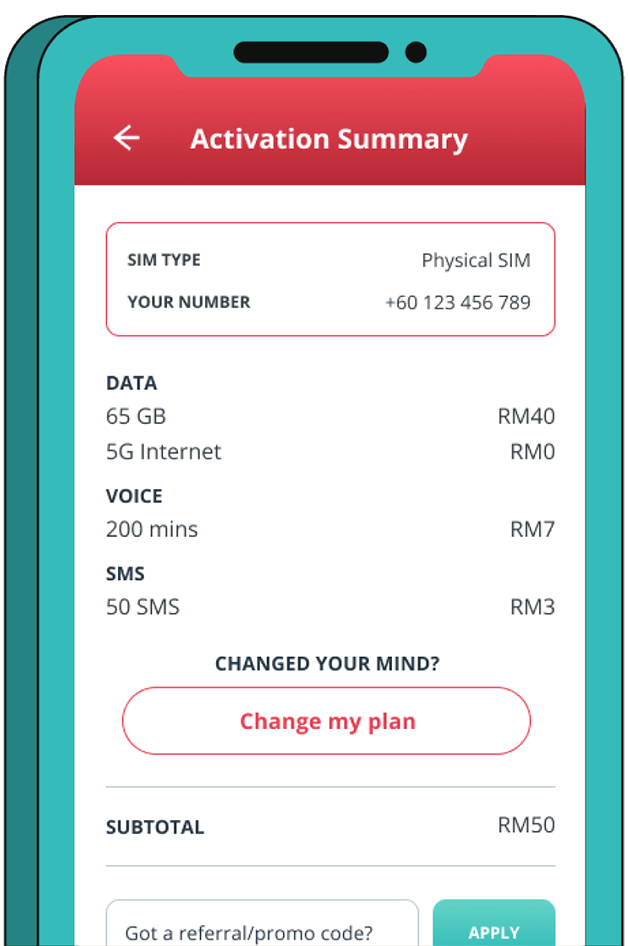 Activation Summary
SIM TYPE Physical SIM
YOUR NUMBER +60 123 456 789
DATA
65 GB RM40
5G Internet RM0
VOICE
200 mins RM7
SMS
50 SMS RM3
CHANGED YOUR MIND?
Change my plan
SUBTOTAL RM50
Got a referral/promo code? APPLY